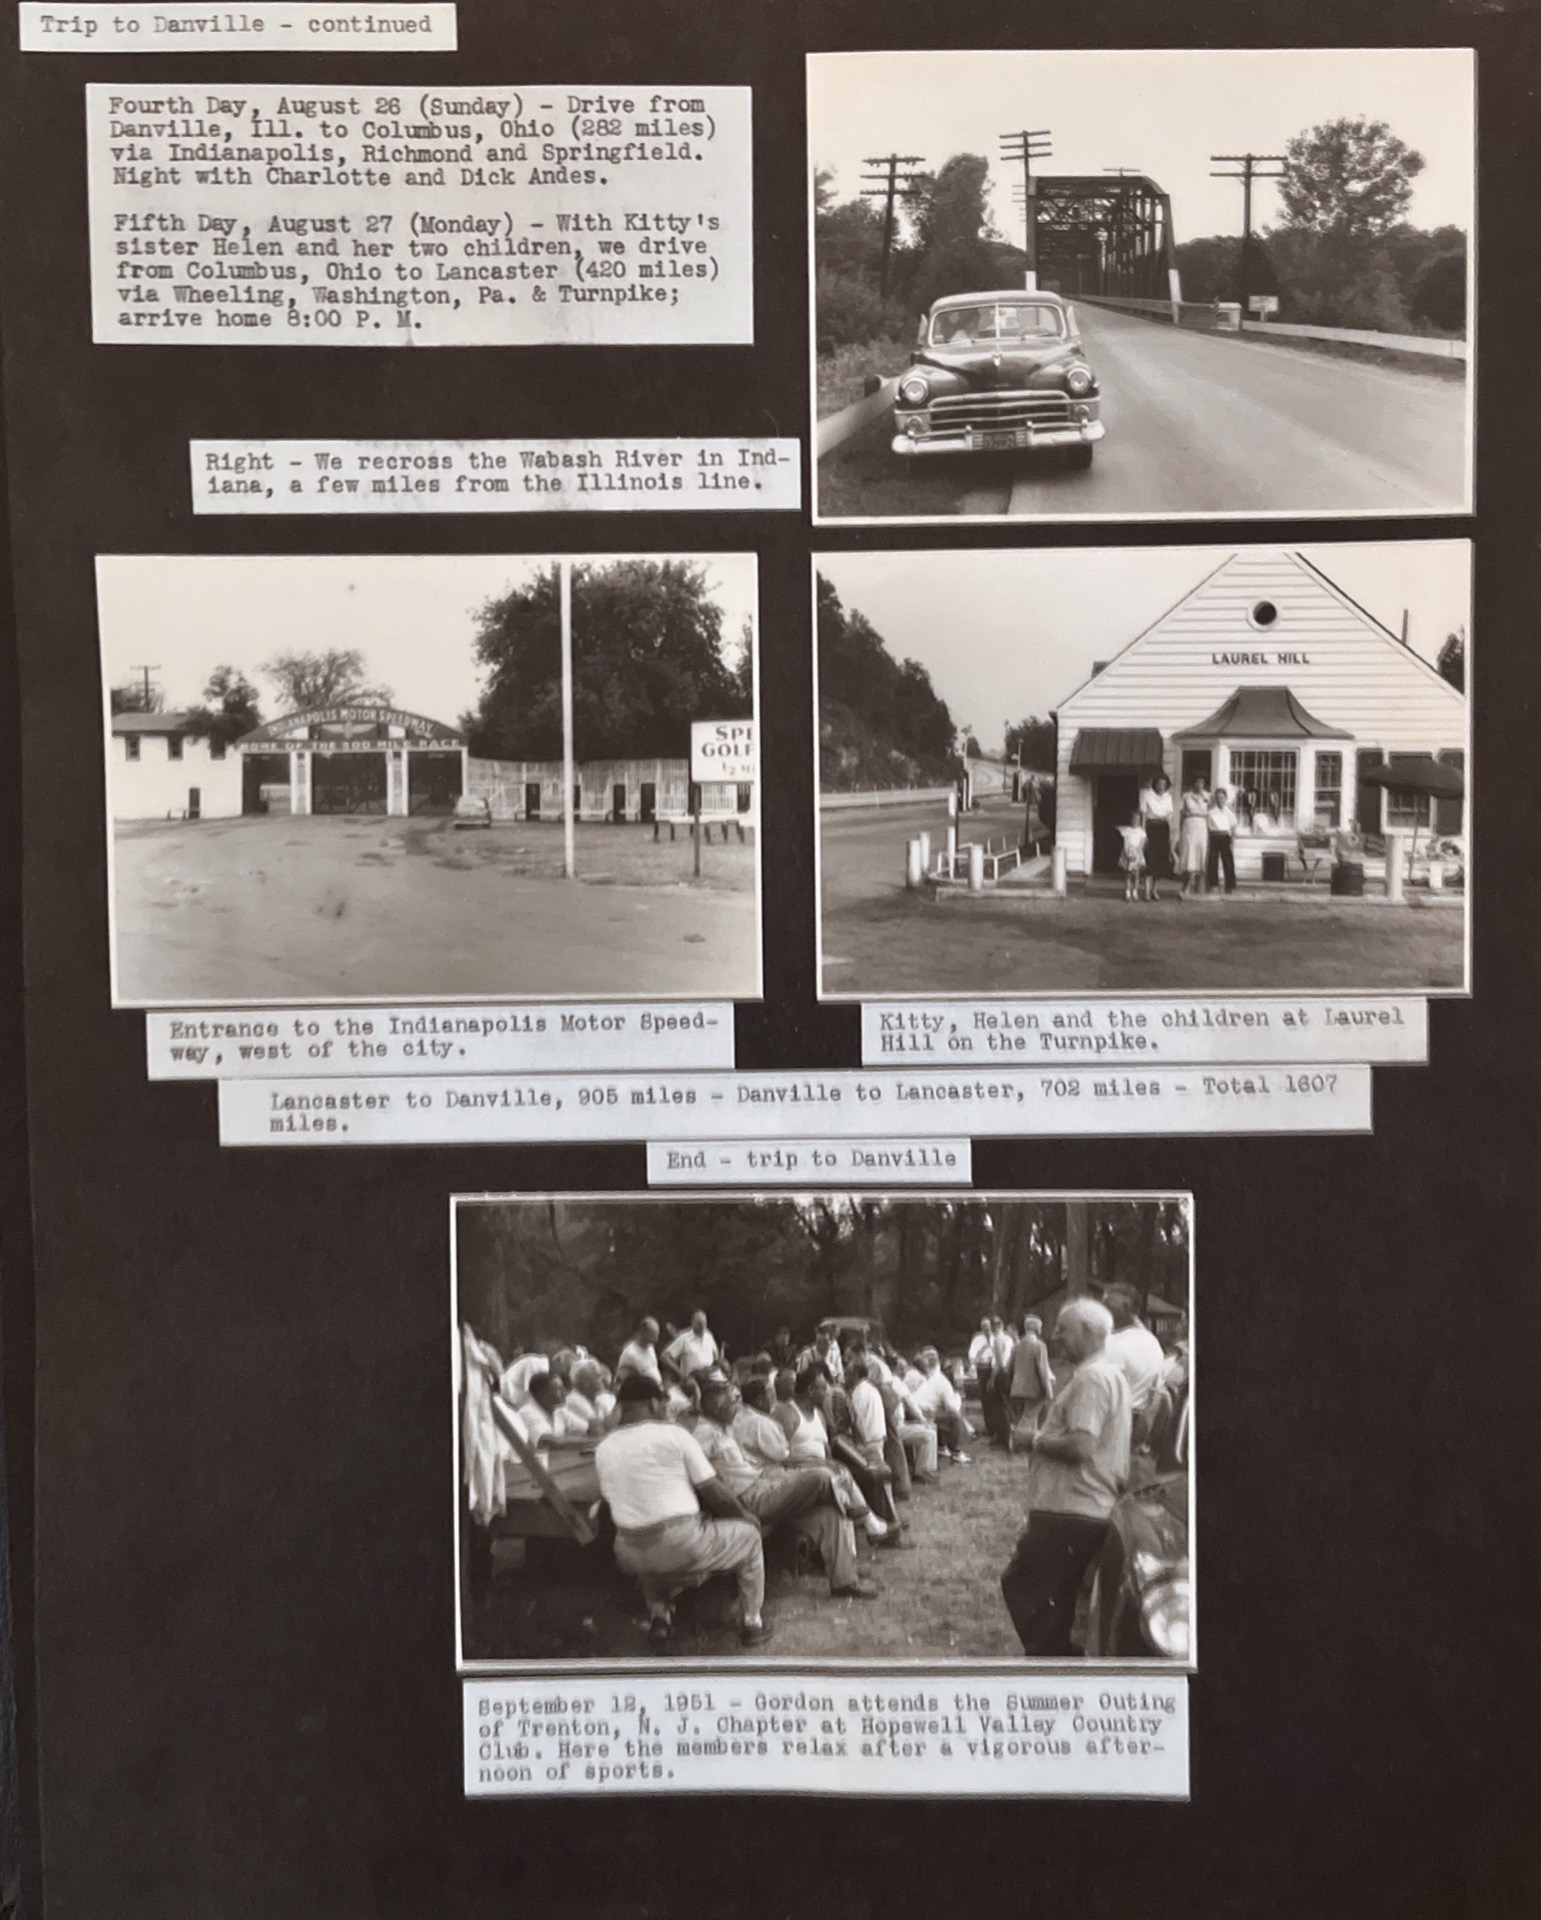 Trip to Danville - continued
Fourth Day, August 26 (Sunday) - Drive from
Danville, Ill. to Columbus, Ohio (282 miles)
via Indianapolis, Richmond and Springfield.
Night with Charlotte and Dick Andes.
Fifth Day, August 27 (Monday) - With Kitty's
sister Helen and her two children, we drive
from Columbus, Ohio to Lancaster (420 miles)
via Wheeling, Washington, Pa. & Turnpike;
arrive home 8:00 P. M.
Right - We recross the Wabash River in Ind-
iana, a few miles from the Illinois line.
INDIANAPOLIS MOTOR SPEEDWAY
HOME OF THE 500 MILE RACE
SPE
GOLF
1/2 MI
LAUREL HILL
Entrance to the Indianapolis Motor Speed-
way, west of the city.
Kitty, Helen and the children at Laurel
Hill on the Turnpike.
Lancaster to Danville, 905 miles - Danville to Lancaster, 702 miles - Total 1607
miles.
End - trip to Danville
September 12, 1951 - Gordon attends the Summer Outing
of Trenton, N. J. Chapter at Hopewell Valley Country
Club. Here the members relax after a vigorous after-
noon of sports.